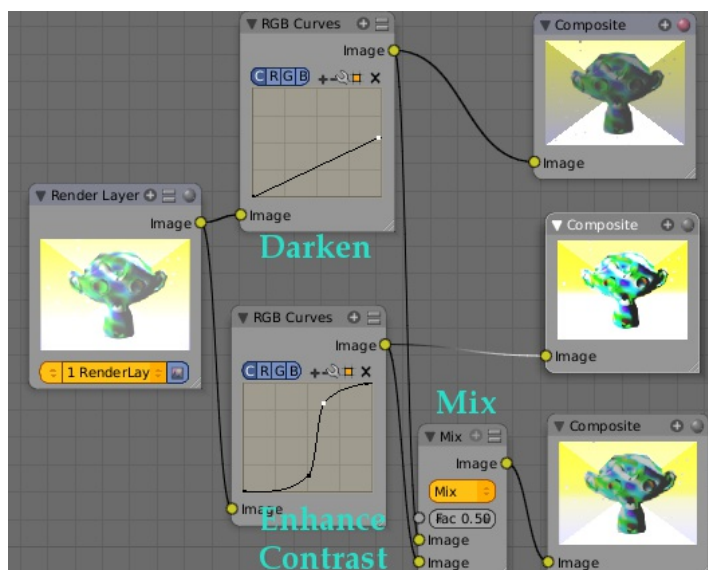 RGB Curves
Image
C R G B
Image
Darken
Composite
Image
Render Layer
Image
1 RenderLay
RGB Curves
Image
C R G B
Image
Enhance
Contrast
Composite
Image
Mix
Mix
Image
Mix
Fac 0.50
Image
Image
Composite
Image